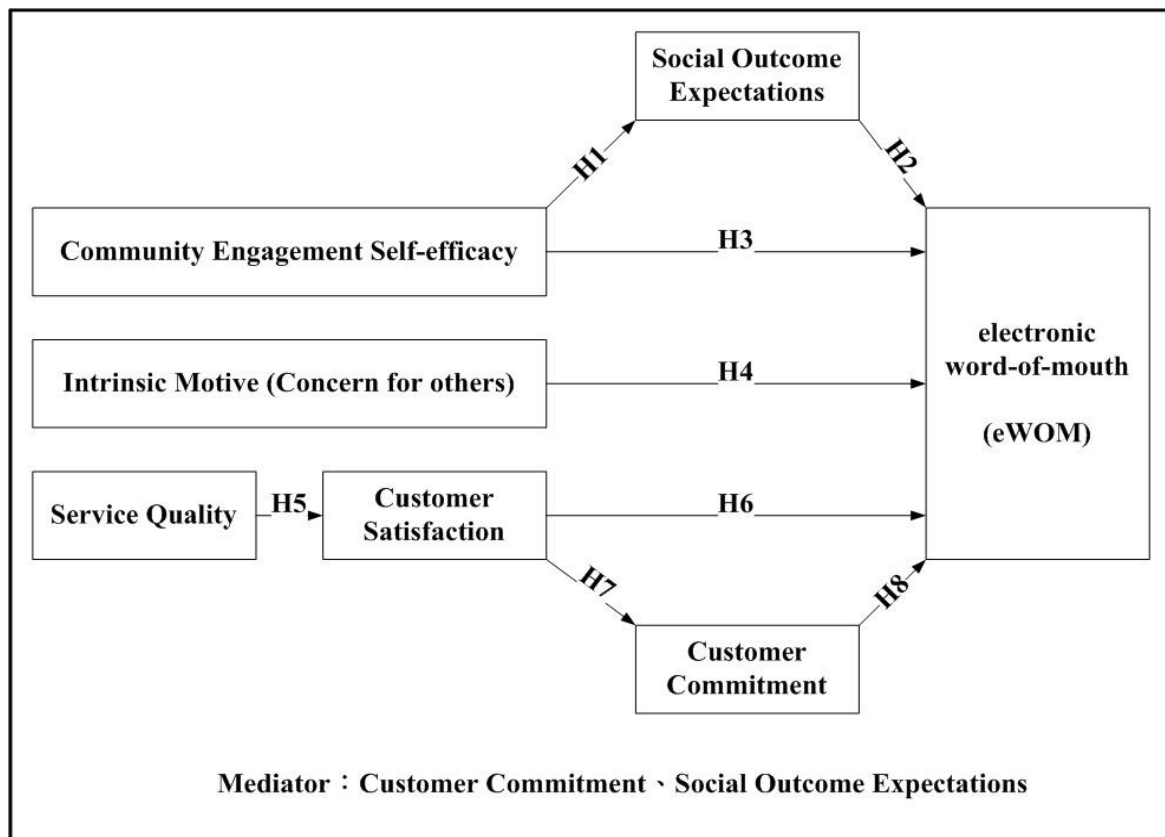 Social Outcome
Expectations
H1
H2
Community Engagement Self-efficacy
H3
electronic
word-of-mouth
(eWOM)
Intrinsic Motive (Concern for others)
H4
Service Quality
H5
Customer
Satisfaction
H6
H7
H8
Customer
Commitment
Mediator：Customer Commitment、Social Outcome Expectations